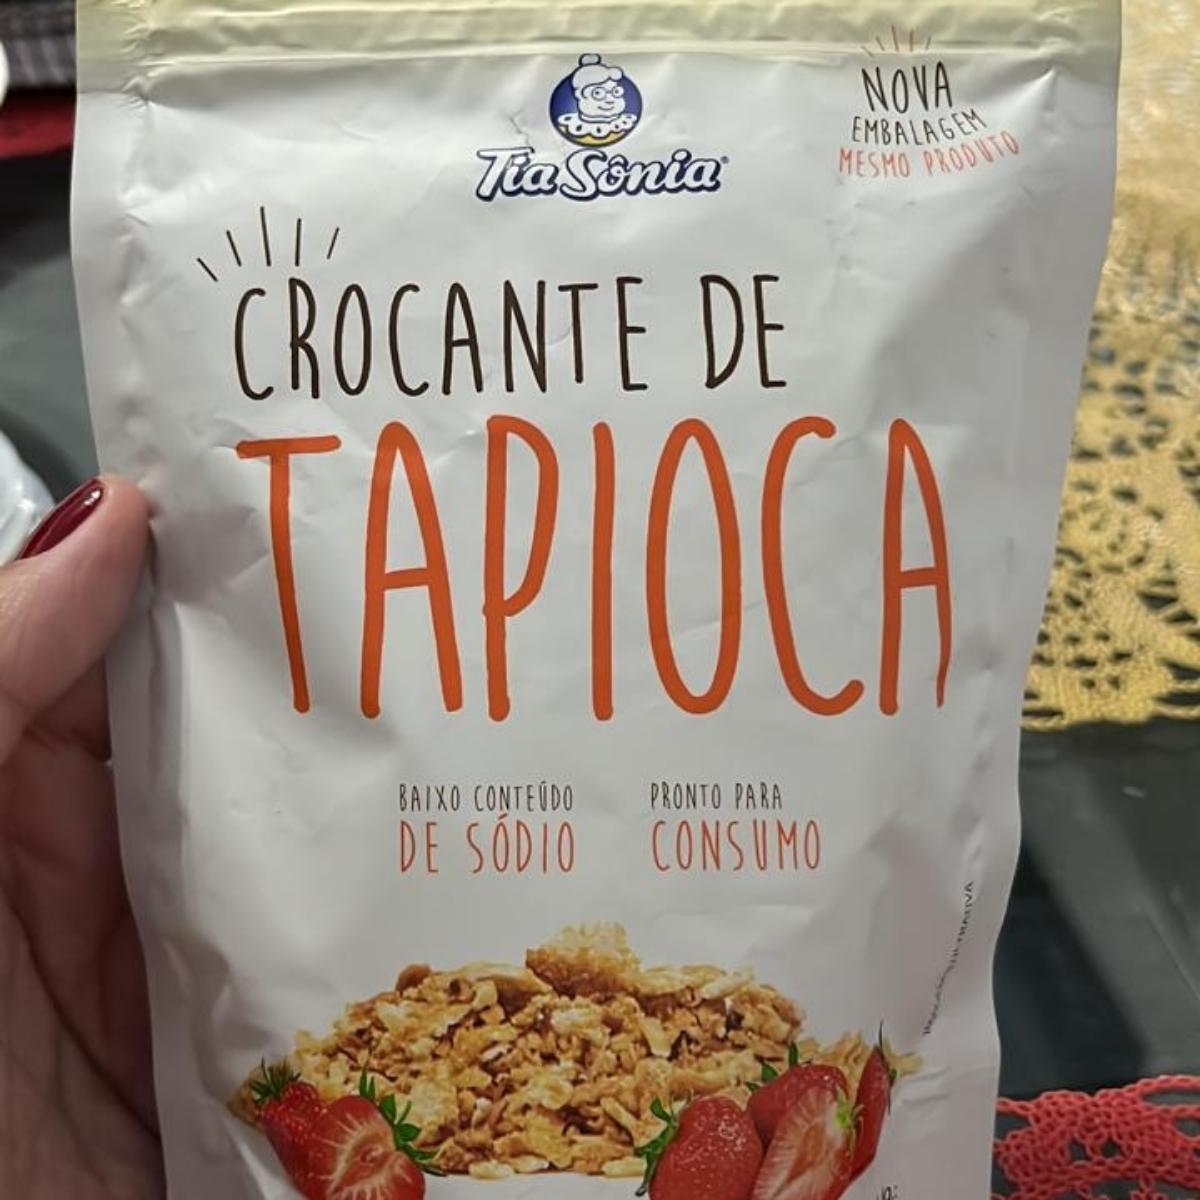 Tia Sônia
NOVA
EMBALAGEM
MESMO PRODUTO
CROCANTE DE
TAPIOCA
BAIXO CONTEÚDO
DE SÓDIO
PRONTO PARA
CONSUMO